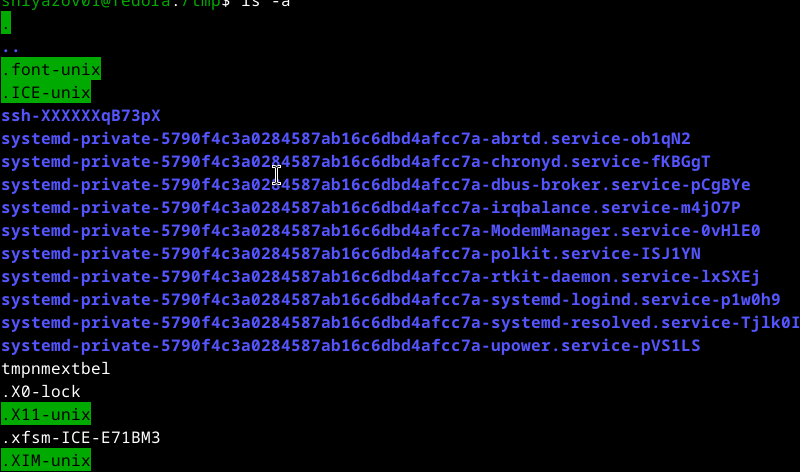 shiyazov01@fedora:/tmp$ ls -a
.
..
.font-unix
.ICE-unix
ssh-XXXXXXqB73pX
systemd-private-5790f4c3a0284587ab16c6dbd4afcc7a-abrtd.service-ob1qN2
systemd-private-5790f4c3a0284587ab16c6dbd4afcc7a-chronyd.service-fKBGgT
systemd-private-5790f4c3a0284587ab16c6dbd4afcc7a-dbus-broker.service-pCgBYe
systemd-private-5790f4c3a0284587ab16c6dbd4afcc7a-irqbalance.service-m4jO7P
systemd-private-5790f4c3a0284587ab16c6dbd4afcc7a-ModemManager.service-0vHlE0
systemd-private-5790f4c3a0284587ab16c6dbd4afcc7a-polkit.service-ISJ1YN
systemd-private-5790f4c3a0284587ab16c6dbd4afcc7a-rtkit-daemon.service-lxSXEj
systemd-private-5790f4c3a0284587ab16c6dbd4afcc7a-systemd-logind.service-p1w0h9
systemd-private-5790f4c3a0284587ab16c6dbd4afcc7a-systemd-resolved.service-Tjlk0I
systemd-private-5790f4c3a0284587ab16c6dbd4afcc7a-upower.service-pVS1LS
tmpnmextbel
.X0-lock
.X11-unix
.xfsm-ICE-E71BM3
.XIM-unix